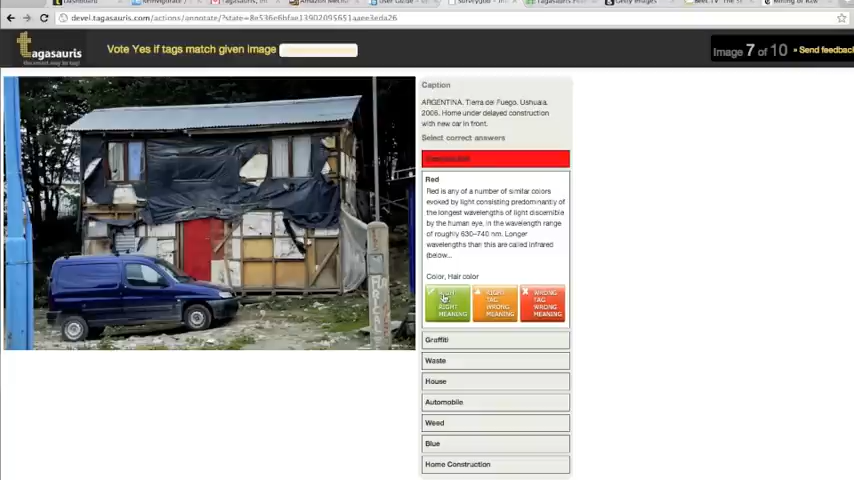 devel.tagasauris.com/actions/annotate/?state=8e536e6bfae13902095651aaee3eda26
tagasauris
Vote Yes if tags match given image
Image 7 of 10
• Send feedback
Caption
ARGENTINA. Tierra del Fuego. Ushuaia.
2006. Home under delayed construction
with new car in front.
Select correct answers
Red
Red is any of a number of similar colors
evoked by light consisting predominantly of
the longest wavelengths of light discernible
by the human eye, in the wavelength range
of roughly 630–740 nm. Longer
wavelengths than this are called infrared
(below...
Color, Hair color
RIGHT MEANING
RIGHT TAG WRONG MEANING
WRONG TAG WRONG MEANING
Graffiti
Waste
House
Automobile
Weed
Blue
Home Construction